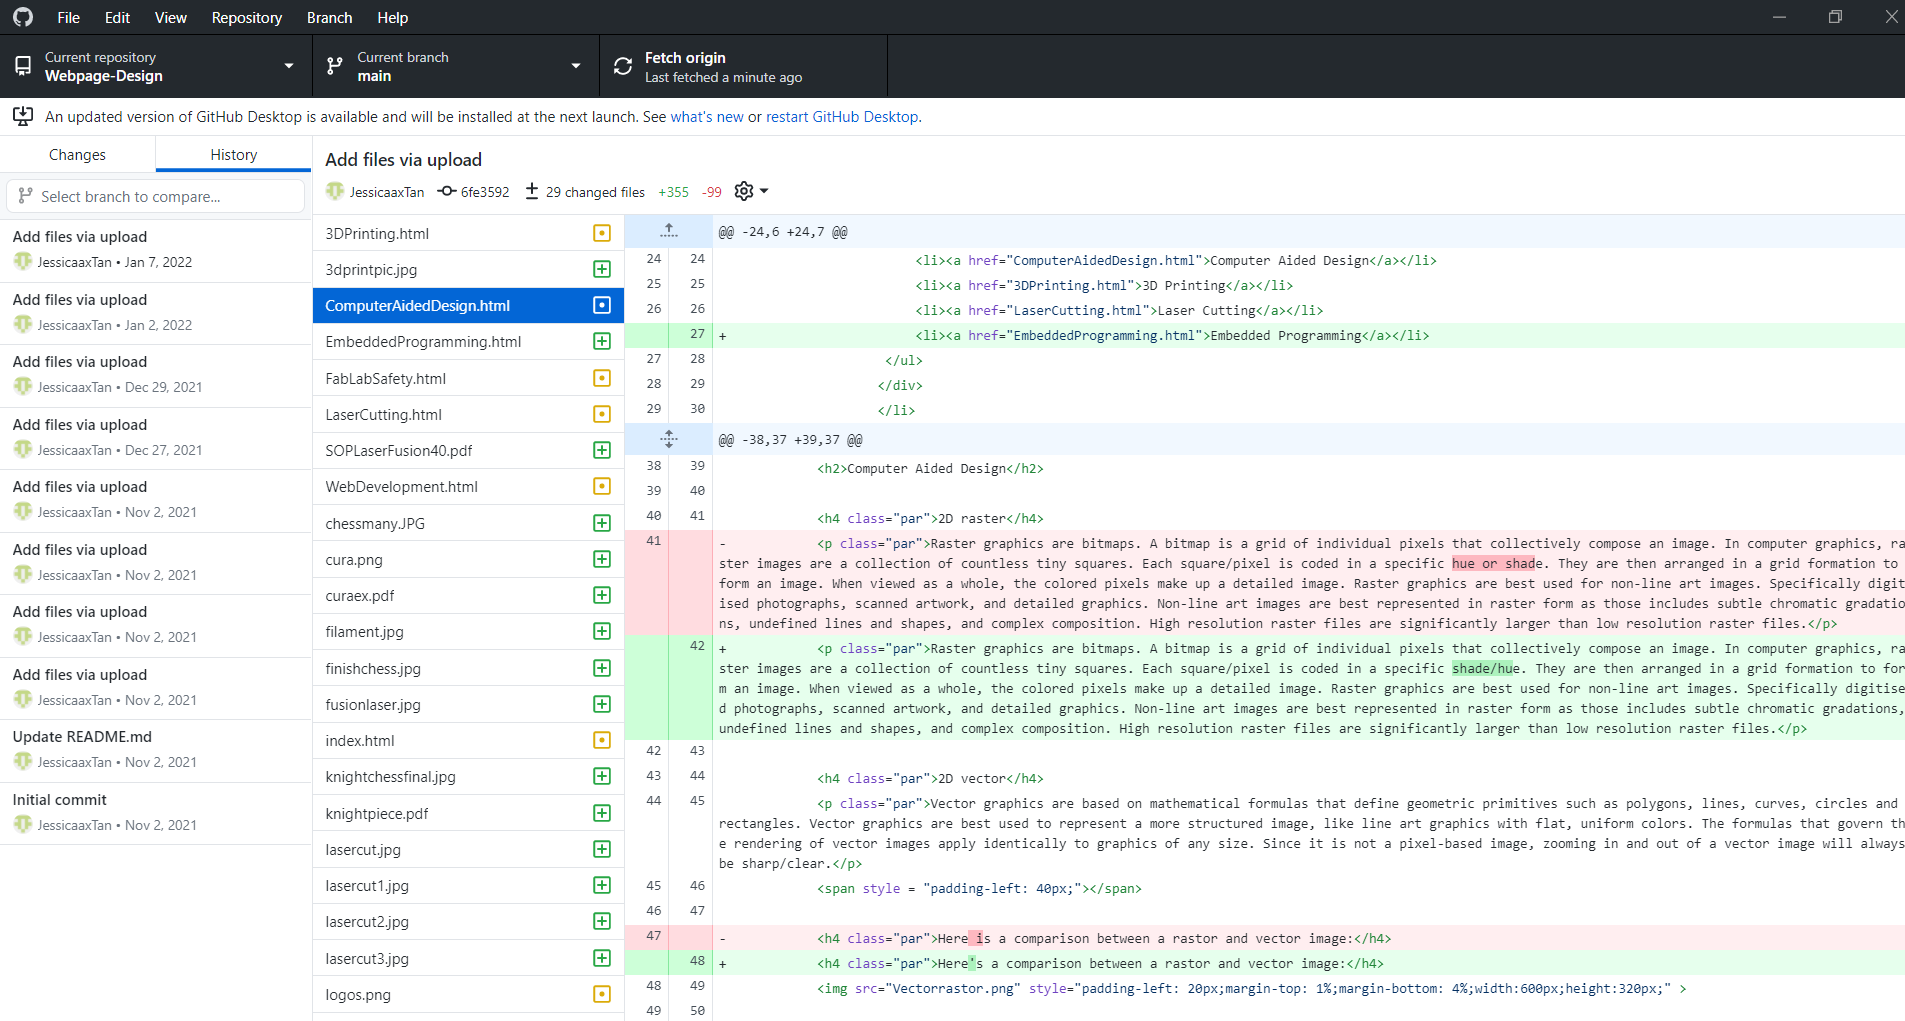 File Edit View Repository Branch Help
Current repository
Webpage-Design
Current branch
main
Fetch origin
Last fetched a minute ago
An updated version of GitHub Desktop is available and will be installed at the next launch. See what's new or restart GitHub Desktop.
Changes
History
Select branch to compare...
Add files via upload
JessicaaxTan • Jan 7, 2022
Add files via upload
JessicaaxTan • Jan 2, 2022
Add files via upload
JessicaaxTan • Dec 29, 2021
Add files via upload
JessicaaxTan • Dec 27, 2021
Add files via upload
JessicaaxTan • Nov 2, 2021
Add files via upload
JessicaaxTan • Nov 2, 2021
Add files via upload
JessicaaxTan • Nov 2, 2021
Add files via upload
JessicaaxTan • Nov 2, 2021
Update README.md
JessicaaxTan • Nov 2, 2021
Initial commit
JessicaaxTan • Nov 2, 2021
Add files via upload
JessicaaxTan 6fe3592 29 changed files +355 -99
3DPrinting.html
3dprintpic.jpg
ComputerAidedDesign.html
EmbeddedProgramming.html
FabLabSafety.html
LaserCutting.html
SOPLaserFusion40.pdf
WebDevelopment.html
chessmany.JPG
cura.png
curaex.pdf
filament.jpg
finishchess.jpg
fusionlaser.jpg
index.html
knightchessfinal.jpg
knightpiece.pdf
lasercut.jpg
lasercut1.jpg
lasercut2.jpg
lasercut3.jpg
logos.png
@@ -24,6 +24,7 @@
24 24 <li><a href="ComputerAidedDesign.html">Computer Aided Design</a></li>
25 25 <li><a href="3DPrinting.html">3D Printing</a></li>
26 26 <li><a href="LaserCutting.html">Laser Cutting</a></li>
27 + <li><a href="EmbeddedProgramming.html">Embedded Programming</a></li>
27 28 </ul>
28 29 </div>
29 30 </li>
@@ -38,37 +39,37 @@
38 39 <h2>Computer Aided Design</h2>
39 40
40 41 <h4 class="par">2D raster</h4>
41 - <p class="par">Raster graphics are bitmaps. A bitmap is a grid of individual pixels that collectively compose an image. In computer graphics, ra
ster images are a collection of countless tiny squares. Each square/pixel is coded in a specific hue or shade. They are then arranged in a grid formation to
form an image. When viewed as a whole, the colored pixels make up a detailed image. Raster graphics are best used for non-line art images. Specifically digit
ised photographs, scanned artwork, and detailed graphics. Non-line art images are best represented in raster form as those includes subtle chromatic gradatio
ns, undefined lines and shapes, and complex composition. High resolution raster files are significantly larger than low resolution raster files.</p>
42 + <p class="par">Raster graphics are bitmaps. A bitmap is a grid of individual pixels that collectively compose an image. In computer graphics, ra
ster images are a collection of countless tiny squares. Each square/pixel is coded in a specific shade/hue. They are then arranged in a grid formation to for
m an image. When viewed as a whole, the colored pixels make up a detailed image. Raster graphics are best used for non-line art images. Specifically digitise
d photographs, scanned artwork, and detailed graphics. Non-line art images are best represented in raster form as those includes subtle chromatic gradations,
undefined lines and shapes, and complex composition. High resolution raster files are significantly larger than low resolution raster files.</p>
42 43
43 44 <h4 class="par">2D vector</h4>
44 45 <p class="par">Vector graphics are based on mathematical formulas that define geometric primitives such as polygons, lines, curves, circles and
rectangles. Vector graphics are best used to represent a more structured image, like line art graphics with flat, uniform colors. The formulas that govern th
e rendering of vector images apply identically to graphics of any size. Since it is not a pixel-based image, zooming in and out of a vector image will always
be sharp/clear.</p>
45 46 <span style = "padding-left: 40px;"></span>
46 47
47 - <h4 class="par">Here is a comparison between a rastor and vector image:</h4>
48 + <h4 class="par">Here's a comparison between a rastor and vector image:</h4>
48 49 <img src="Vectorrastor.png" style="padding-left: 20px;margin-top: 1%;margin-bottom: 4%;width:600px;height:320px;" >
49 50